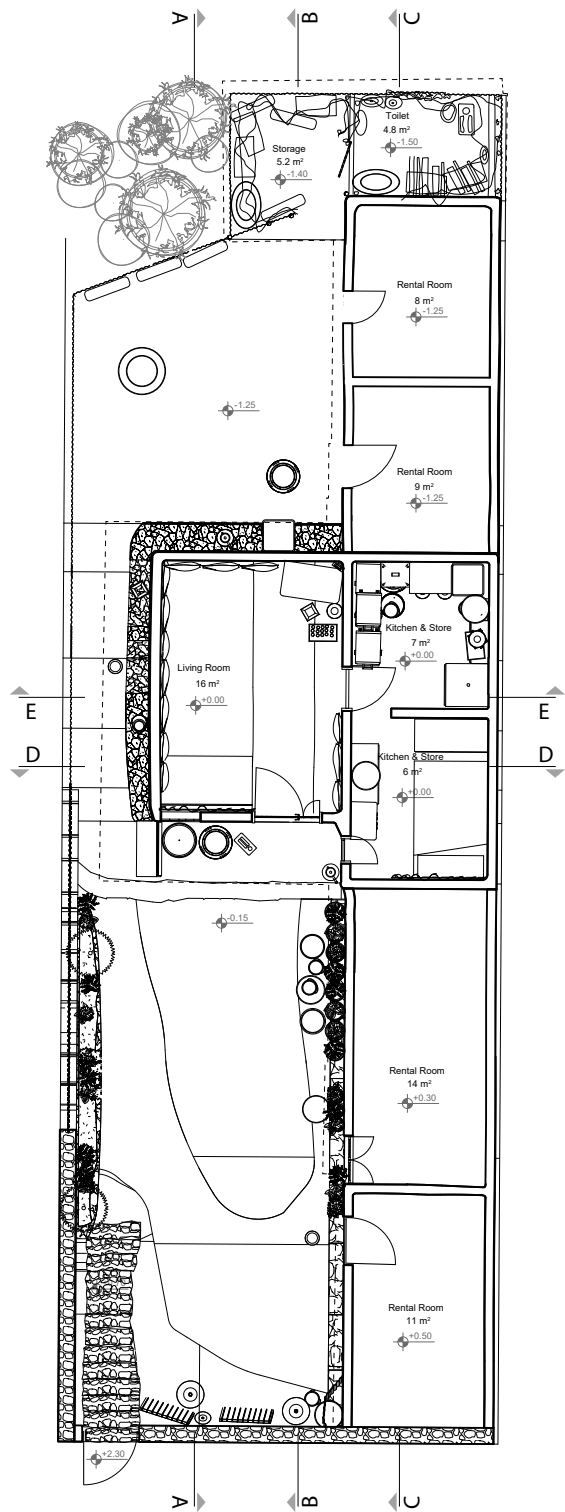 A
B
C
Toilet
4.8 m²
-1.50
Storage
5.2 m²
-1.40
Rental Room
8 m²
-1.25
-1.25
Rental Room
9 m²
-1.25
Kitchen & Store
7 m²
+0.00
Living Room
16 m²
+0.00
E
E
D
D
Kitchen & Store
6 m²
+0.00
-0.15
Rental Room
14 m²
+0.30
Rental Room
11 m²
+0.50
+2.30
A
B
C